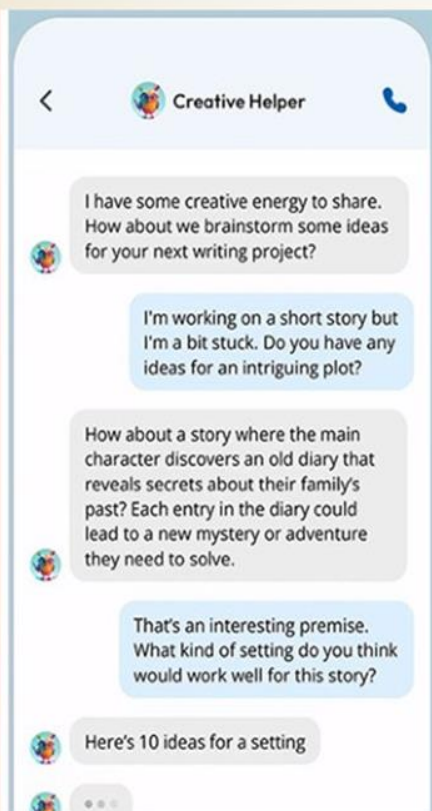 Creative Helper
I have some creative energy to share.
How about we brainstorm some ideas
for your next writing project?
I'm working on a short story but
I'm a bit stuck. Do you have any
ideas for an intriguing plot?
How about a story where the main
character discovers an old diary that
reveals secrets about their family's
past? Each entry in the diary could
lead to a new mystery or adventure
they need to solve.
That's an interesting premise.
What kind of setting do you think
would work well for this story?
Here's 10 ideas for a setting